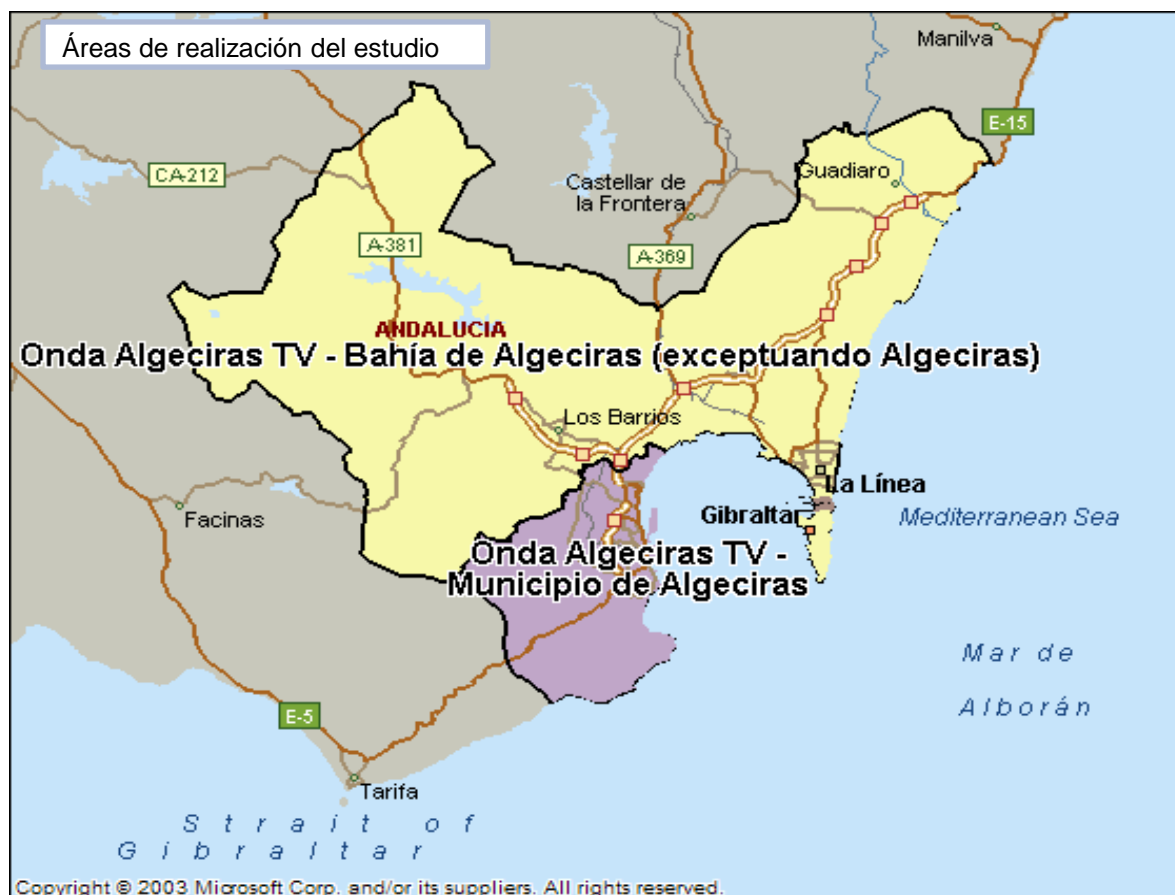 Áreas de realización del estudio
Manilva
E-15
CA-212
Guadiaro
Castellar de
la Frontera
A-381
A-369
ANDALUCIA
Onda Algeciras TV - Bahía de Algeciras (exceptuando Algeciras)
Los Barrios
La Línea
Facinas
Gibraltar
Mediterranean Sea
Onda Algeciras TV -
Municipio de Algeciras
Mar de
Alborán
E-5
Tarifa
Strait of
Gibraltar
Copyright © 2003 Microsoft Corp. and/or its suppliers. All rights reserved.